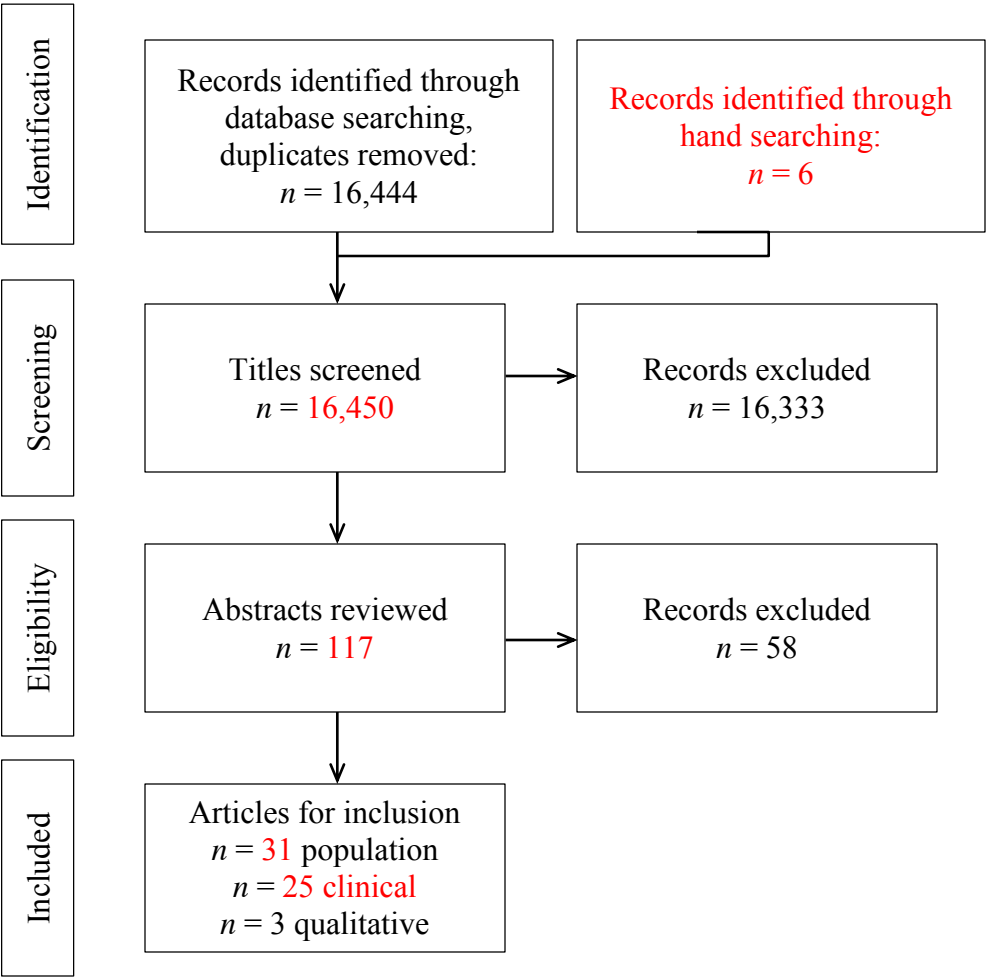 Identification
Records identified through
database searching,
duplicates removed:
n = 16,444
Records identified through
hand searching:
n = 6
Screening
Titles screened
n = 16,450
Records excluded
n = 16,333
Eligibility
Abstracts reviewed
n = 117
Records excluded
n = 58
Included
Articles for inclusion
n = 31 population
n = 25 clinical
n = 3 qualitative